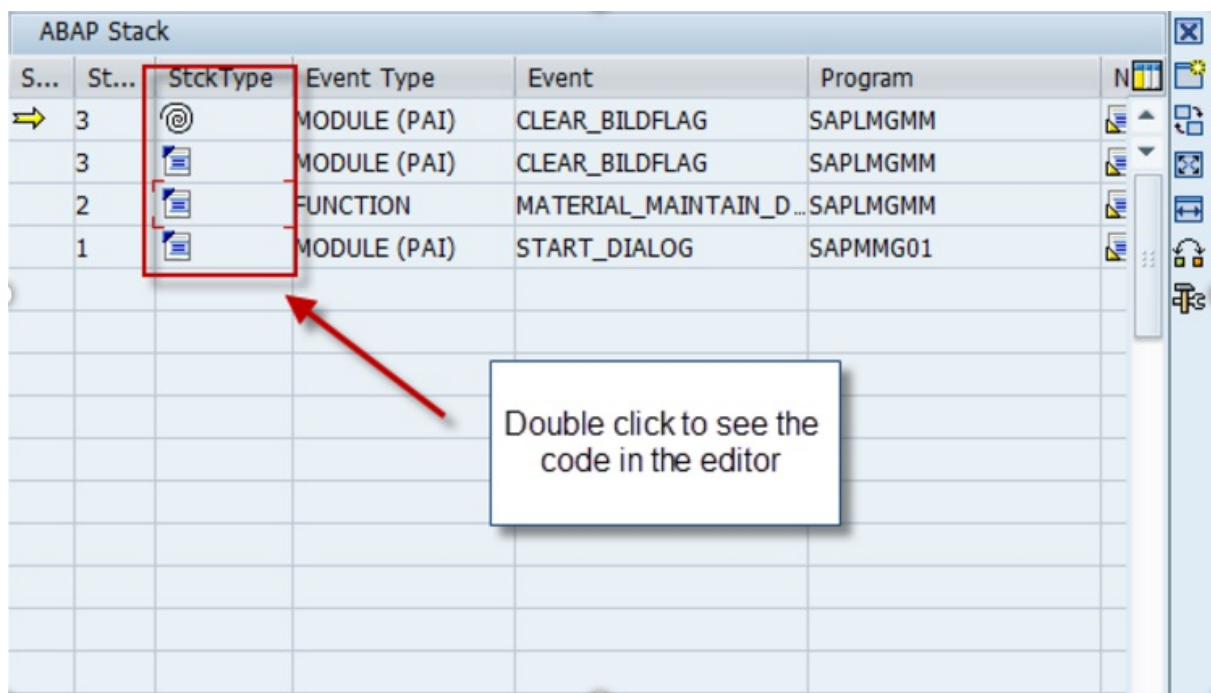 ABAP Stack
S... St... StckType Event Type Event Program N
3 MODULE (PAI) CLEAR_BILDFLAG SAPLMGMM
3 MODULE (PAI) CLEAR_BILDFLAG SAPLMGMM
2 FUNCTION MATERIAL_MAINTAIN_D... SAPLMGMM
1 MODULE (PAI) START_DIALOG SAPMMG01
Double click to see the
code in the editor